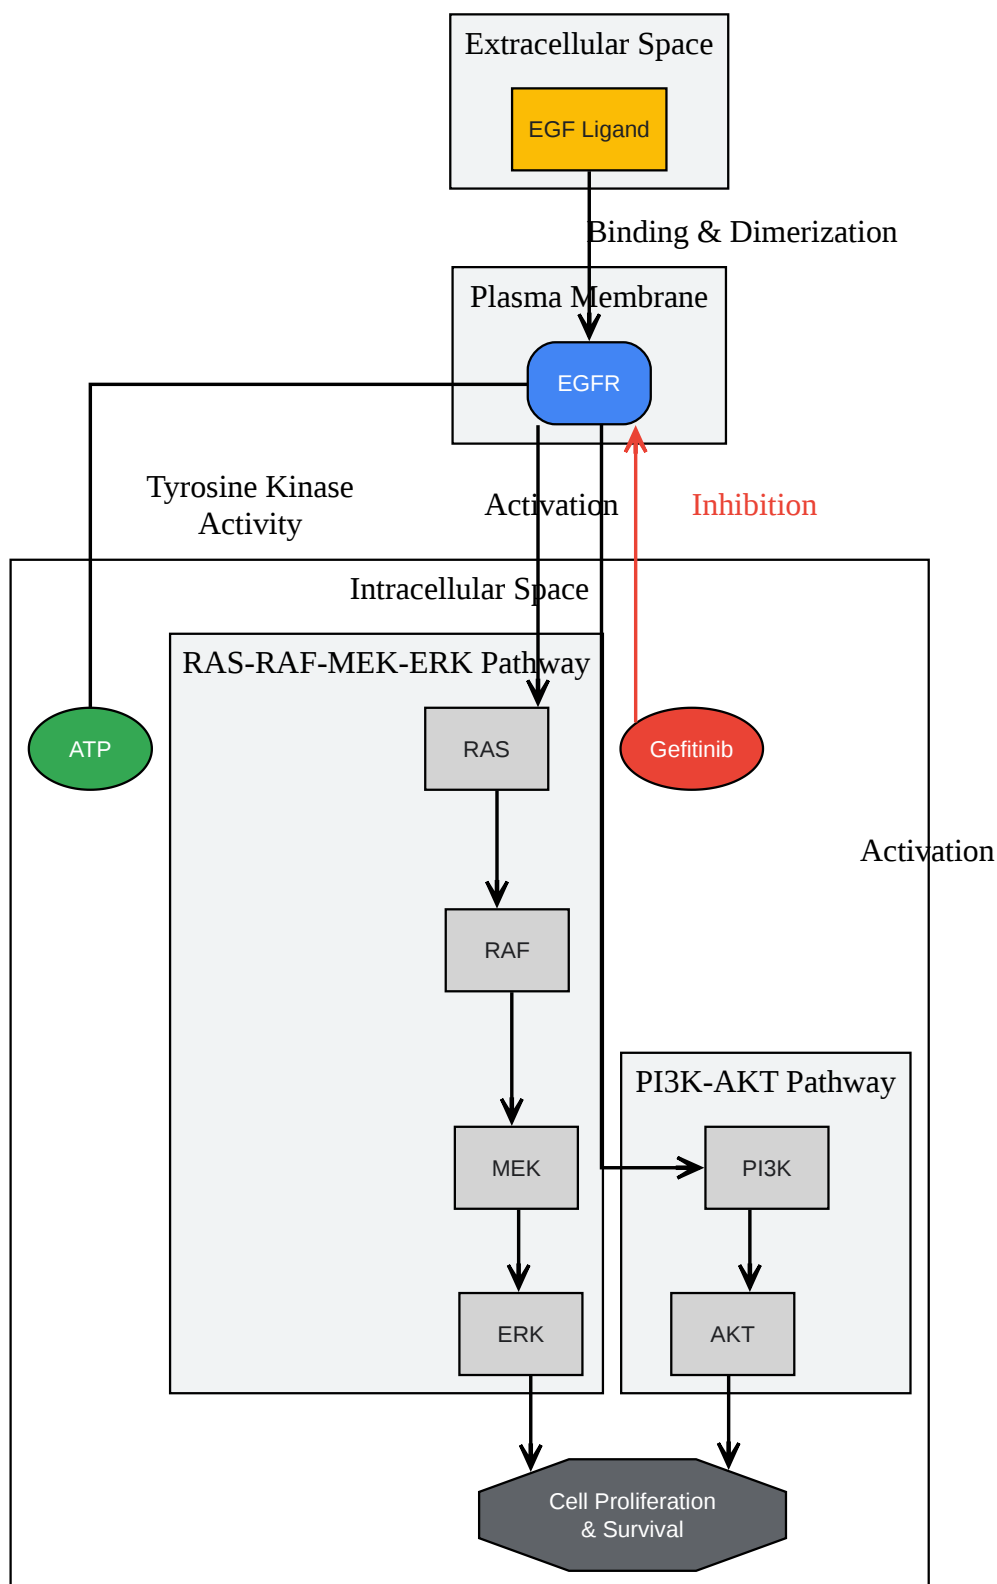 Extracellular Space
EGF Ligand
Binding & Dimerization
Plasma Membrane
EGFR
Tyrosine Kinase
Activity
Activation
Inhibition
Intracellular Space
RAS-RAF-MEK-ERK Pathway
ATP
RAS
Gefitinib
Activation
RAF
PI3K-AKT Pathway
MEK
PI3K
ERK
AKT
Cell Proliferation
& Survival